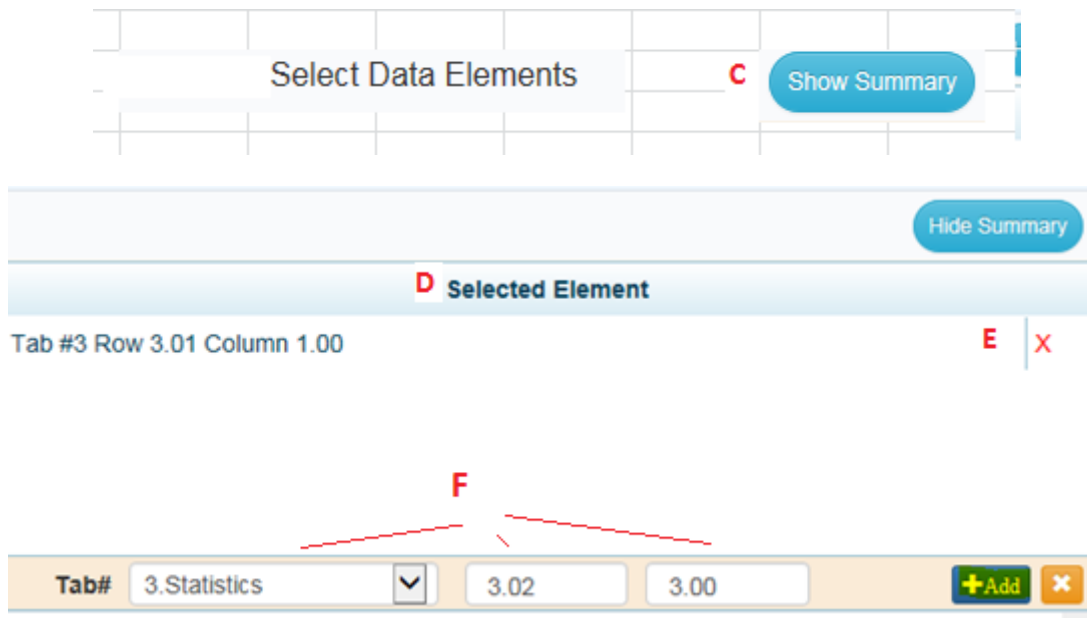 Select Data Elements C Show Summary
Hide Summary
D Selected Element
Tab #3 Row 3.01 Column 1.00 E X
F
Tab# 3.Statistics 3.02 3.00 +Add ×